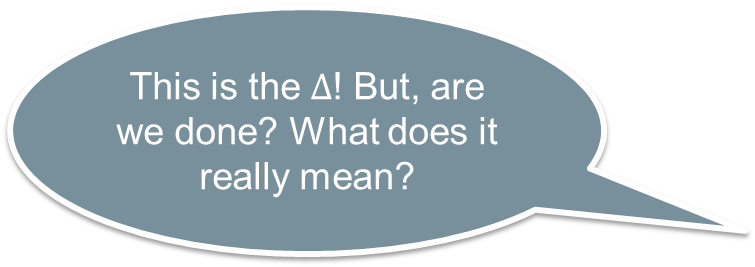 This is the Δ! But, are
we done? What does it
really mean?